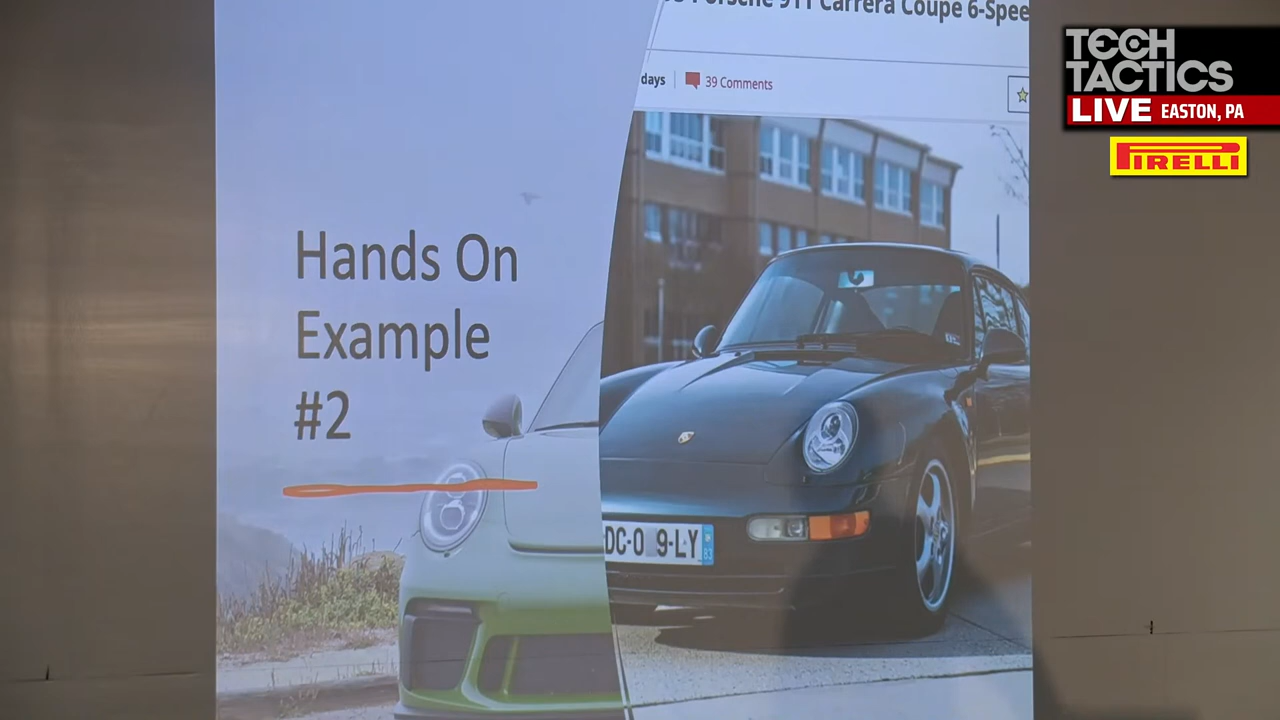 Hands On
Example
#2
Porsche 911 Carrera Coupe 6-Spee
days
39 Comments
DC-0 9-LY
TECH
TACTICS
LIVE EASTON, PA
PIRELLI